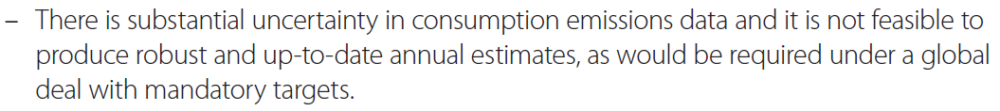 – There is substantial uncertainty in consumption emissions data and it is not feasible to
produce robust and up-to-date annual estimates, as would be required under a global
deal with mandatory targets.